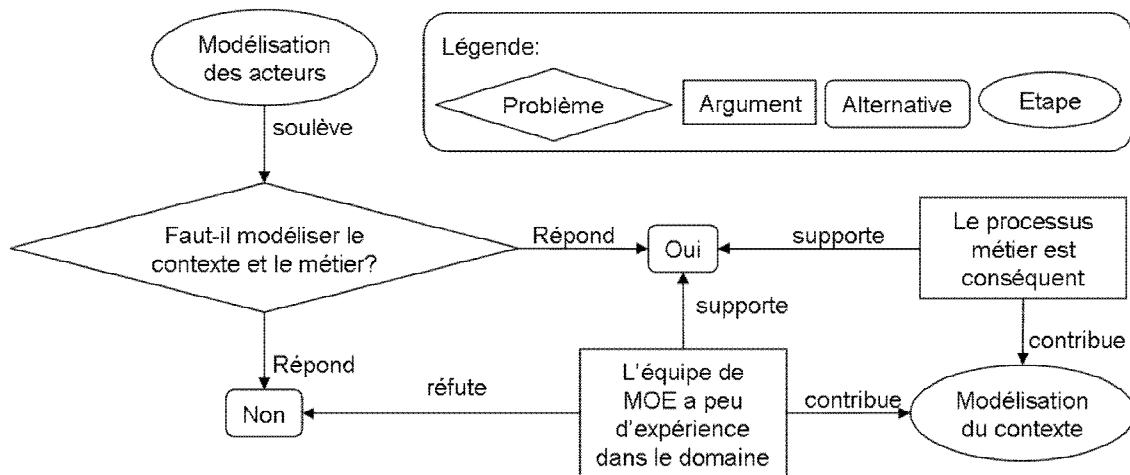 Modélisation
des acteurs
Légende:
Problème
Argument
Alternative
Etape
soulève
Faut-il modéliser le
contexte et le métier?
Répond
Oui
supporte
Le processus
métier est
conséquent
supporte
contribue
Répond
Non
réfute
L'équipe de
MOE a peu
d'expérience
dans le domaine
contribue
Modélisation
du contexte